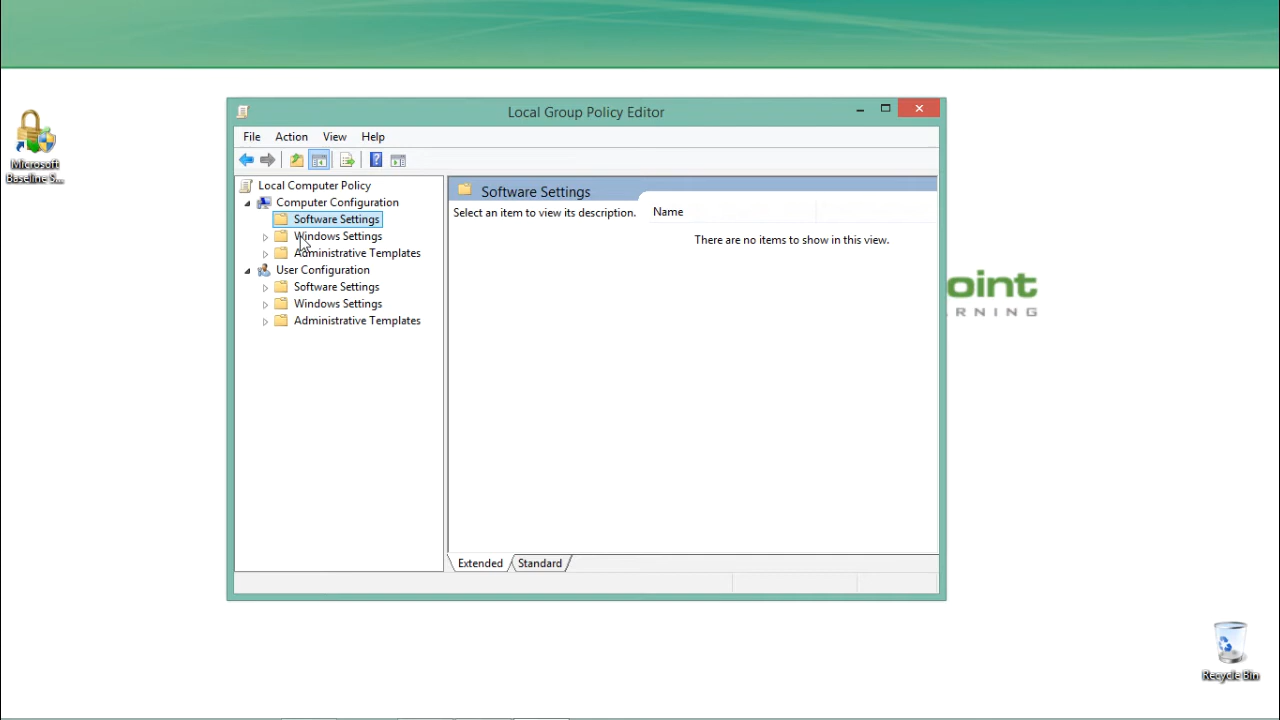 Microsoft
Baseline S...
Local Group Policy Editor
File Action View Help
Local Computer Policy
Computer Configuration
Software Settings
Windows Settings
Administrative Templates
User Configuration
Software Settings
Windows Settings
Administrative Templates
Software Settings
Select an item to view its description.
Name
There are no items to show in this view.
Extended Standard
oint
RNING
Recycle Bin